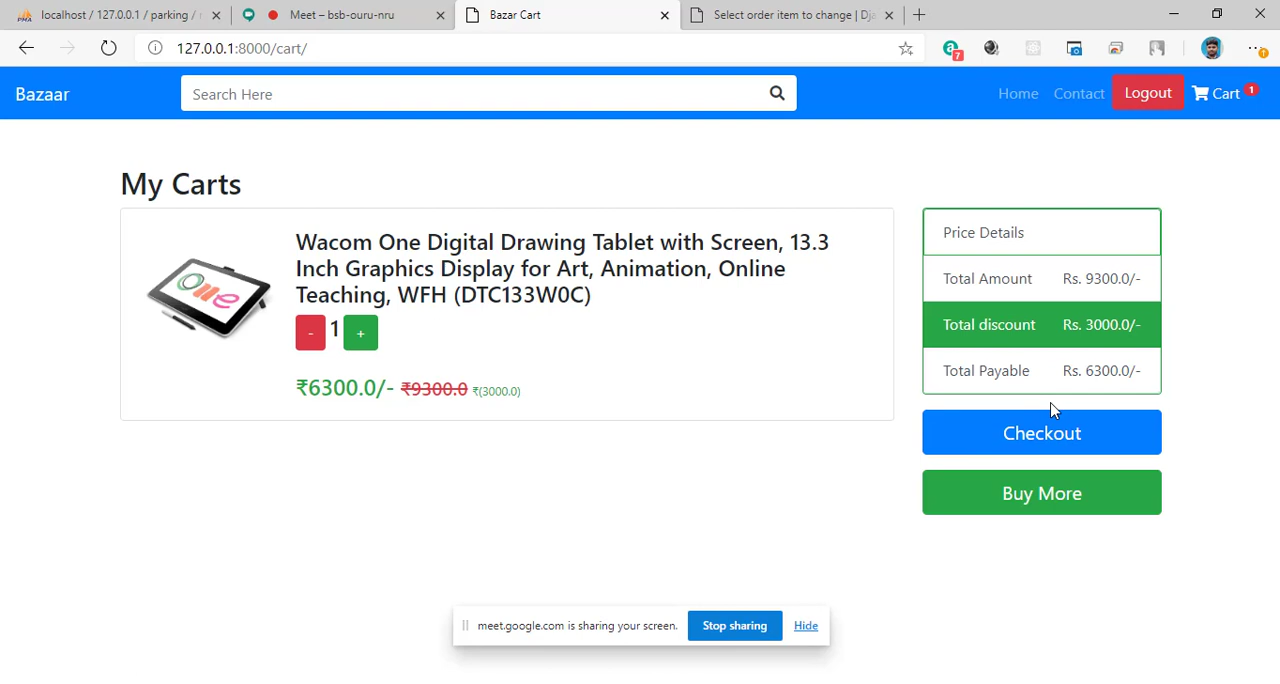 localhost / 127.0.0.1 / parking /
Meet – bsb-ouru-nru
Bazar Cart
Select order item to change | Dja
127.0.0.1:8000/cart/
7
Bazaar
Search Here
Home
Contact
Logout
Cart 1
My Carts
Wacom One Digital Drawing Tablet with Screen, 13.3
Inch Graphics Display for Art, Animation, Online
Teaching, WFH (DTC133W0C)
- 1 +
₹6300.0/- ₹9300.0 ₹(3000.0)
One
Price Details
Total Amount Rs. 9300.0/-
Total discount Rs. 3000.0/-
Total Payable Rs. 6300.0/-
Checkout
Buy More
meet.google.com is sharing your screen. Stop sharing Hide